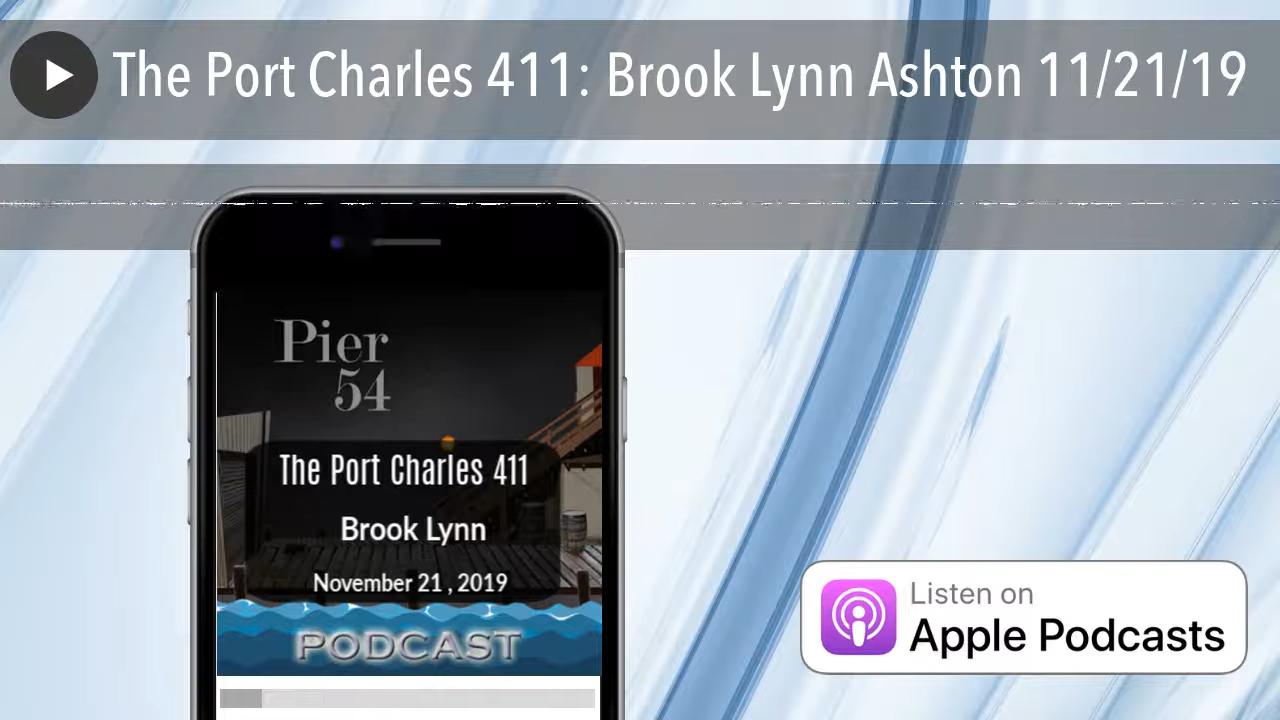 The Port Charles 411: Brook Lynn Ashton 11/21/19
Pier
54
The Port Charles 411
Brook Lynn
November 21 , 2019
PODCAST
Listen on
Apple Podcasts